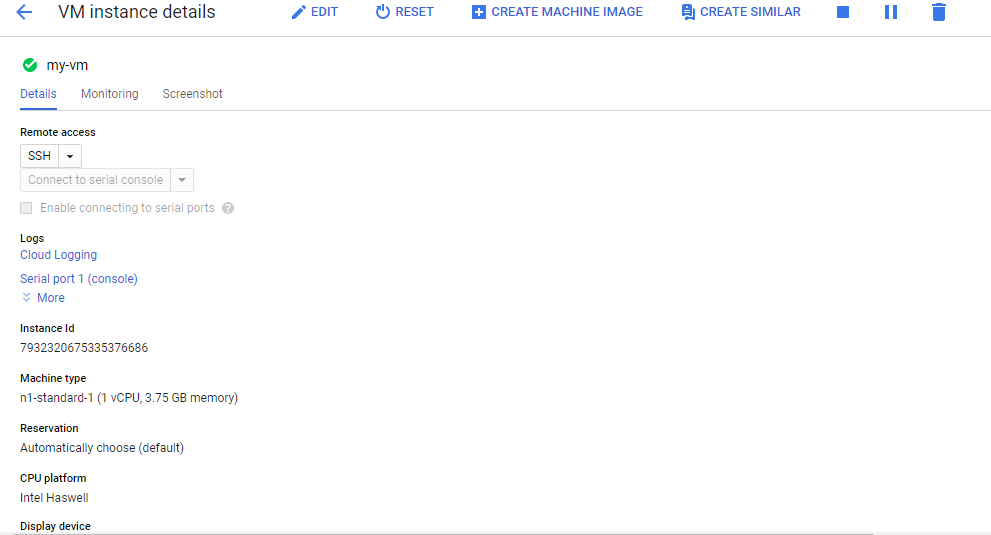 VM instance details EDIT RESET CREATE MACHINE IMAGE CREATE SIMILAR
my-vm
Details Monitoring Screenshot
Remote access
SSH
Connect to serial console
Enable connecting to serial ports ?
Logs
Cloud Logging
Serial port 1 (console)
More
Instance Id
7932320675335376686
Machine type
n1-standard-1 (1 vCPU, 3.75 GB memory)
Reservation
Automatically choose (default)
CPU platform
Intel Haswell
Display device